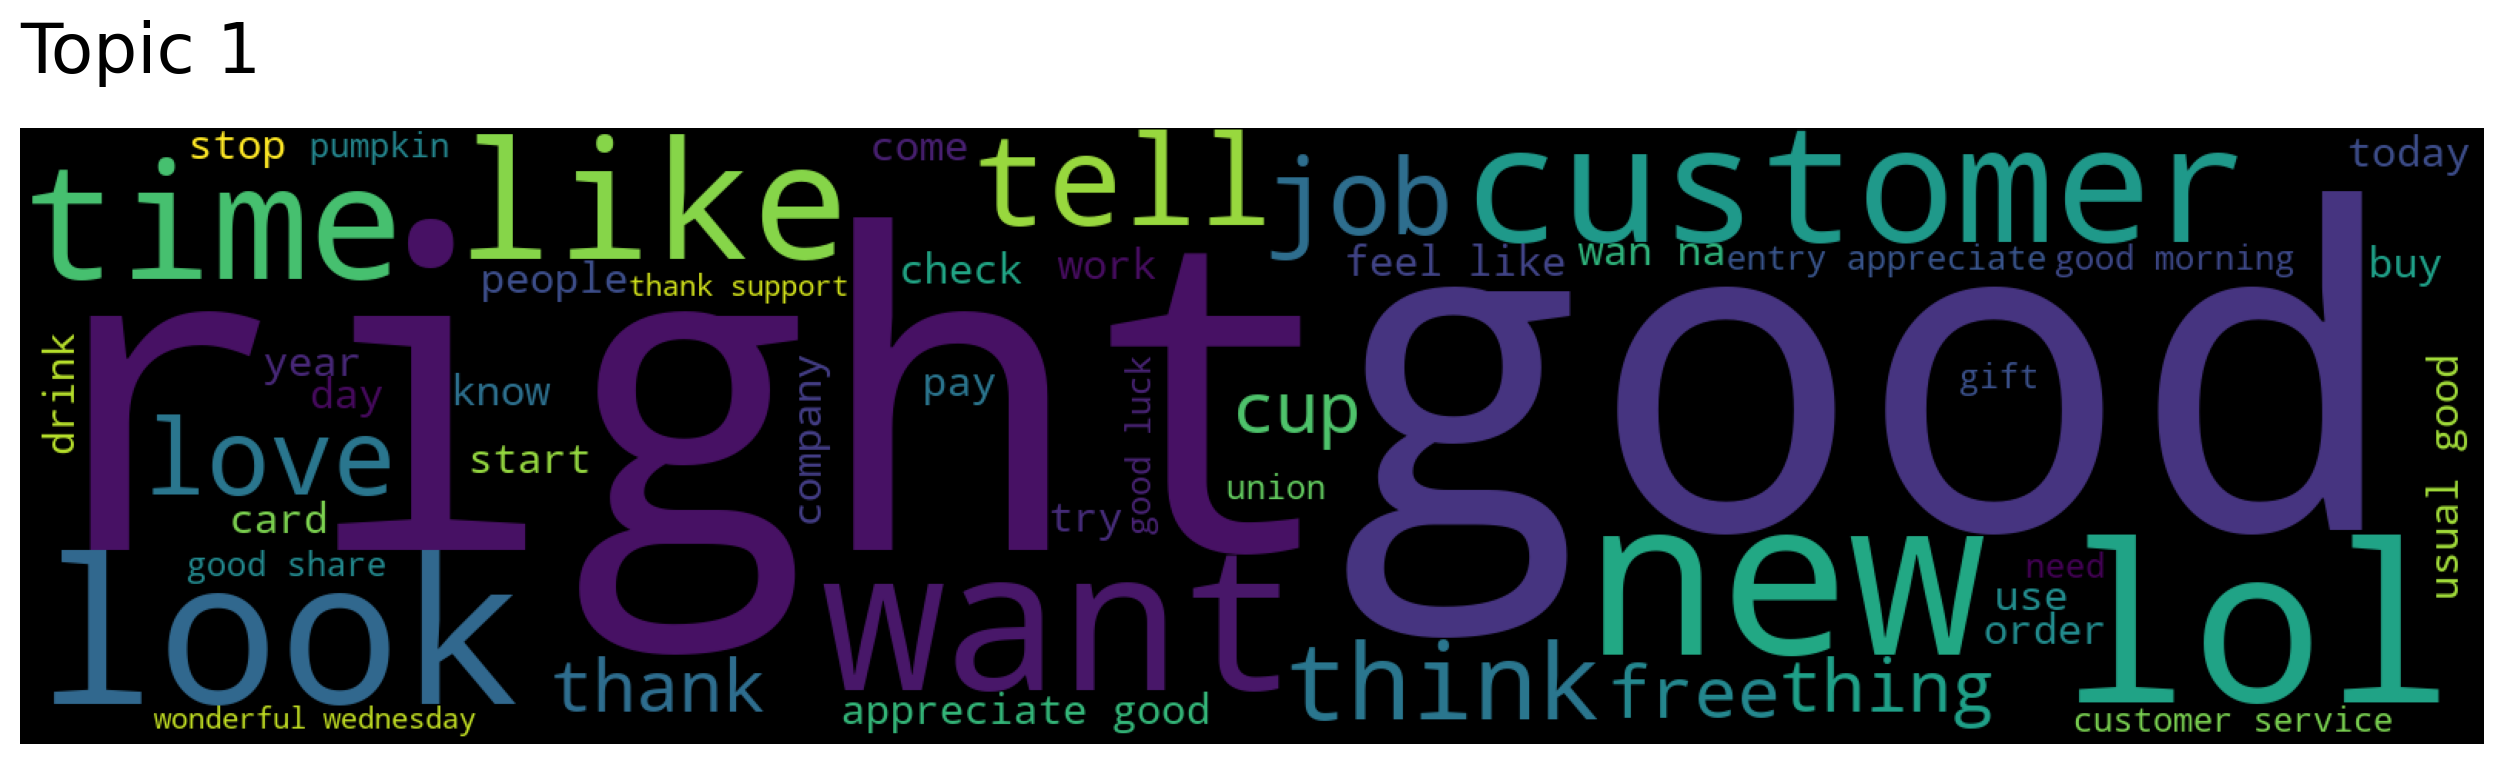 Topic 1
stop
pumpkin
come
today
time
like
tell
job
customer
people
thank support
check
work
feel like
wan na
entry appreciate
good morning
buy
right
good
drink
year
day
know
company
pay
good luck
cup
gift
usual good
love
start
card
try
union
look
good share
want
new
need
use
order
lol
thank
think
free
thing
wonderful wednesday
appreciate good
customer service